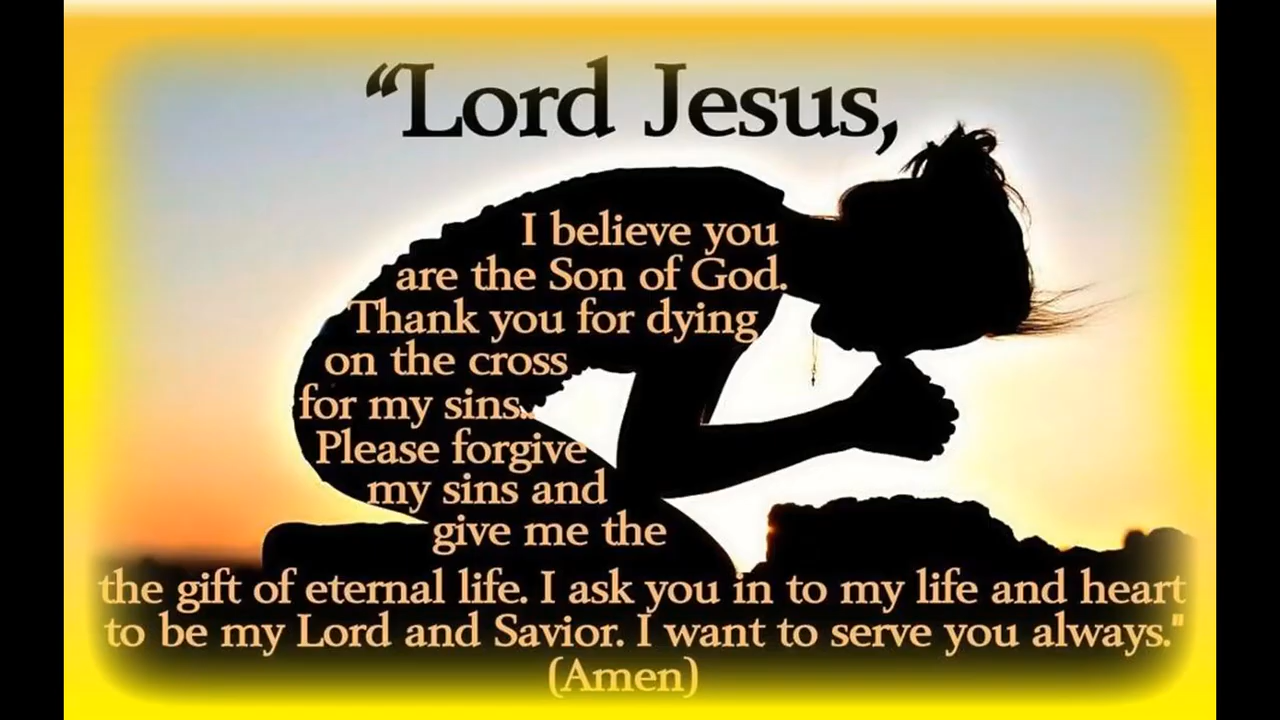 “Lord Jesus,
I believe you
are the Son of God.
Thank you for dying
on the cross
for my sins..
Please forgive
my sins and
give me the
the gift of eternal life. I ask you in to my life and heart
to be my Lord and Savior. I want to serve you always."
(Amen)